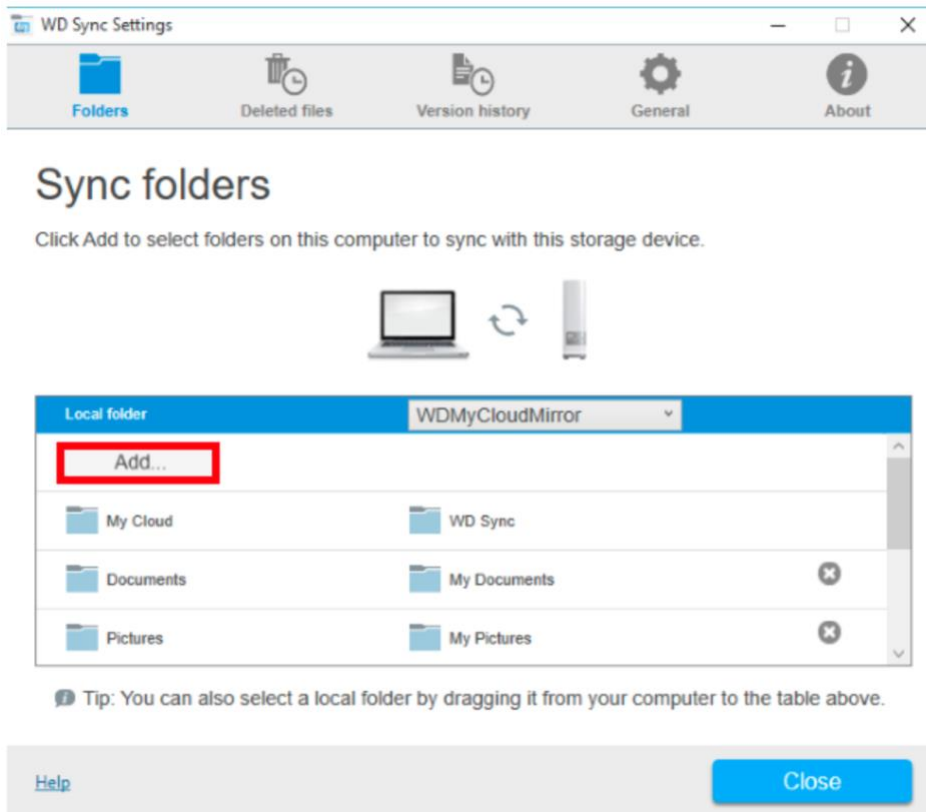 WD Sync Settings
Folders
Deleted files
Version history
General
About
Sync folders
Click Add to select folders on this computer to sync with this storage device.
Local folder
WDMyCloudMirror
Add...
My Cloud
WD Sync
Documents
My Documents
Pictures
My Pictures
Tip: You can also select a local folder by dragging it from your computer to the table above.
Help
Close